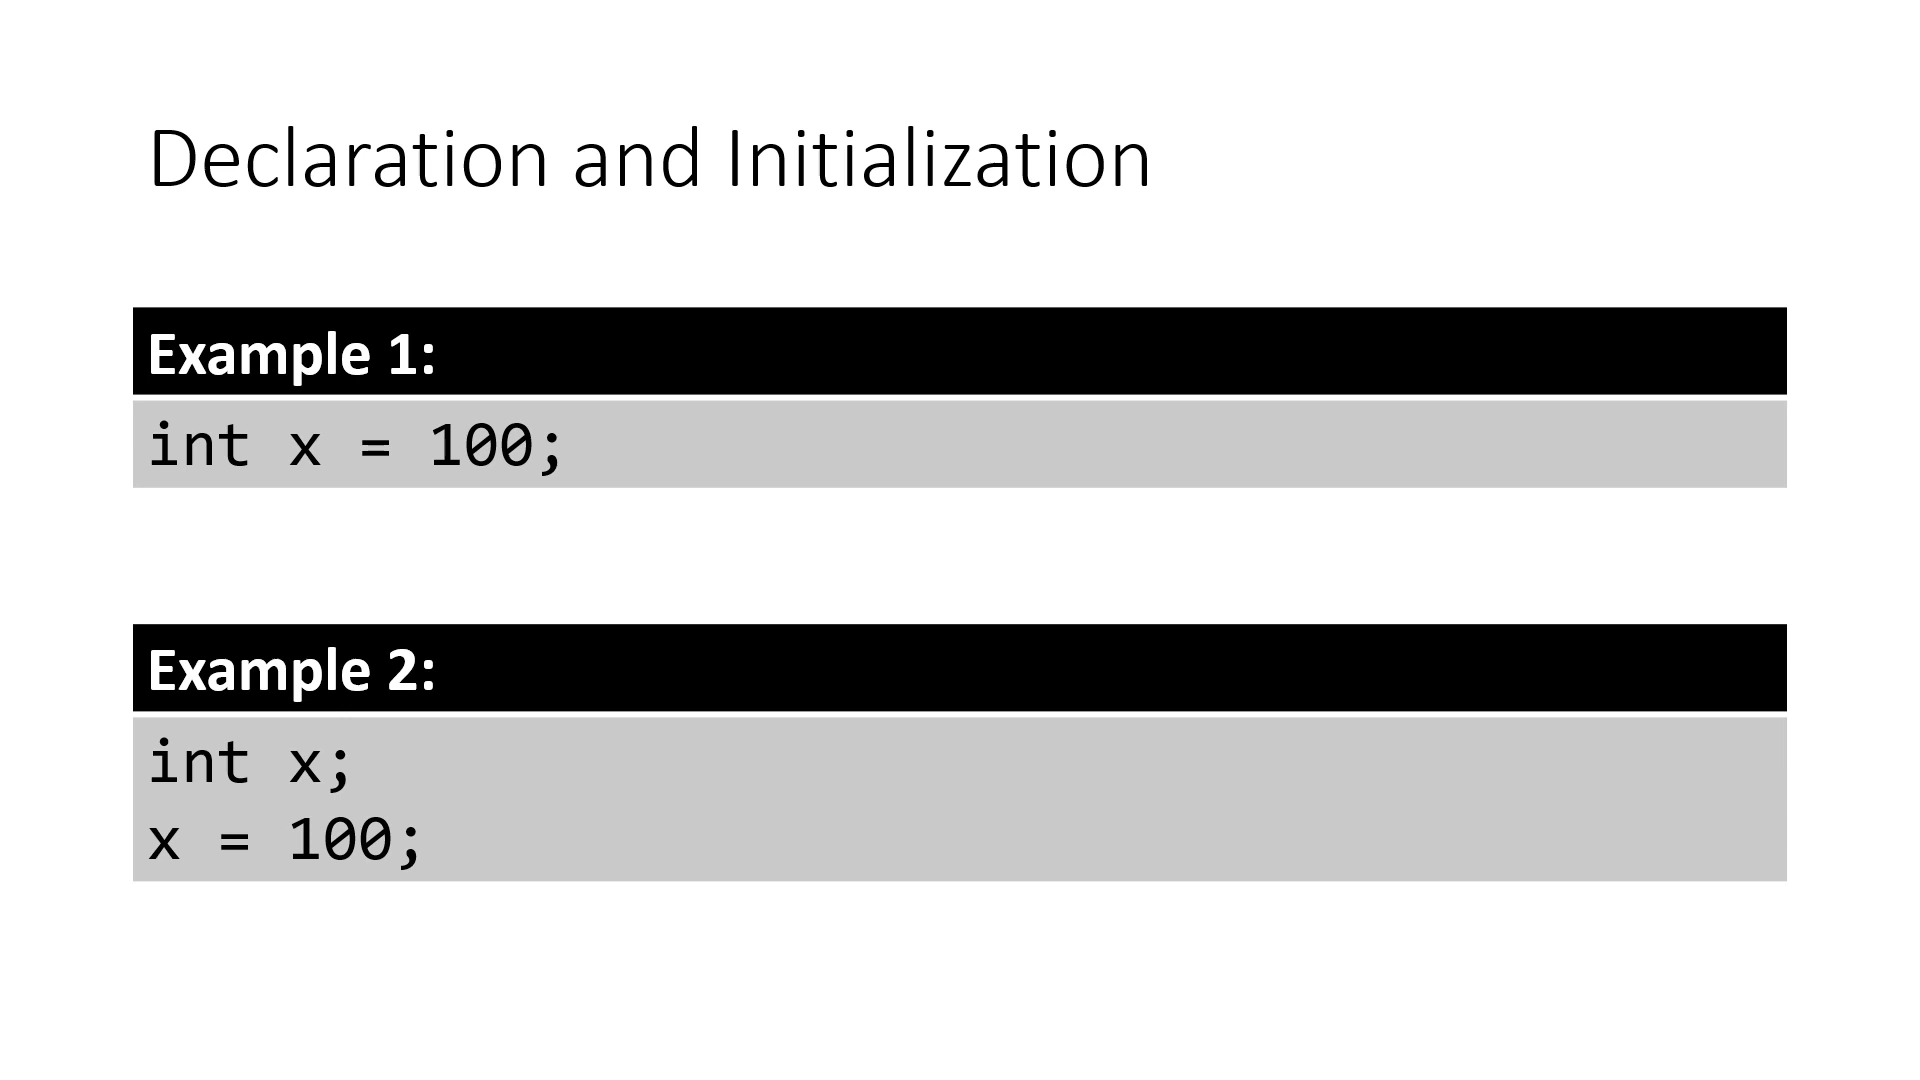 Declaration and Initialization
Example 1:
int x = 100;
Example 2:
int x;
x = 100;